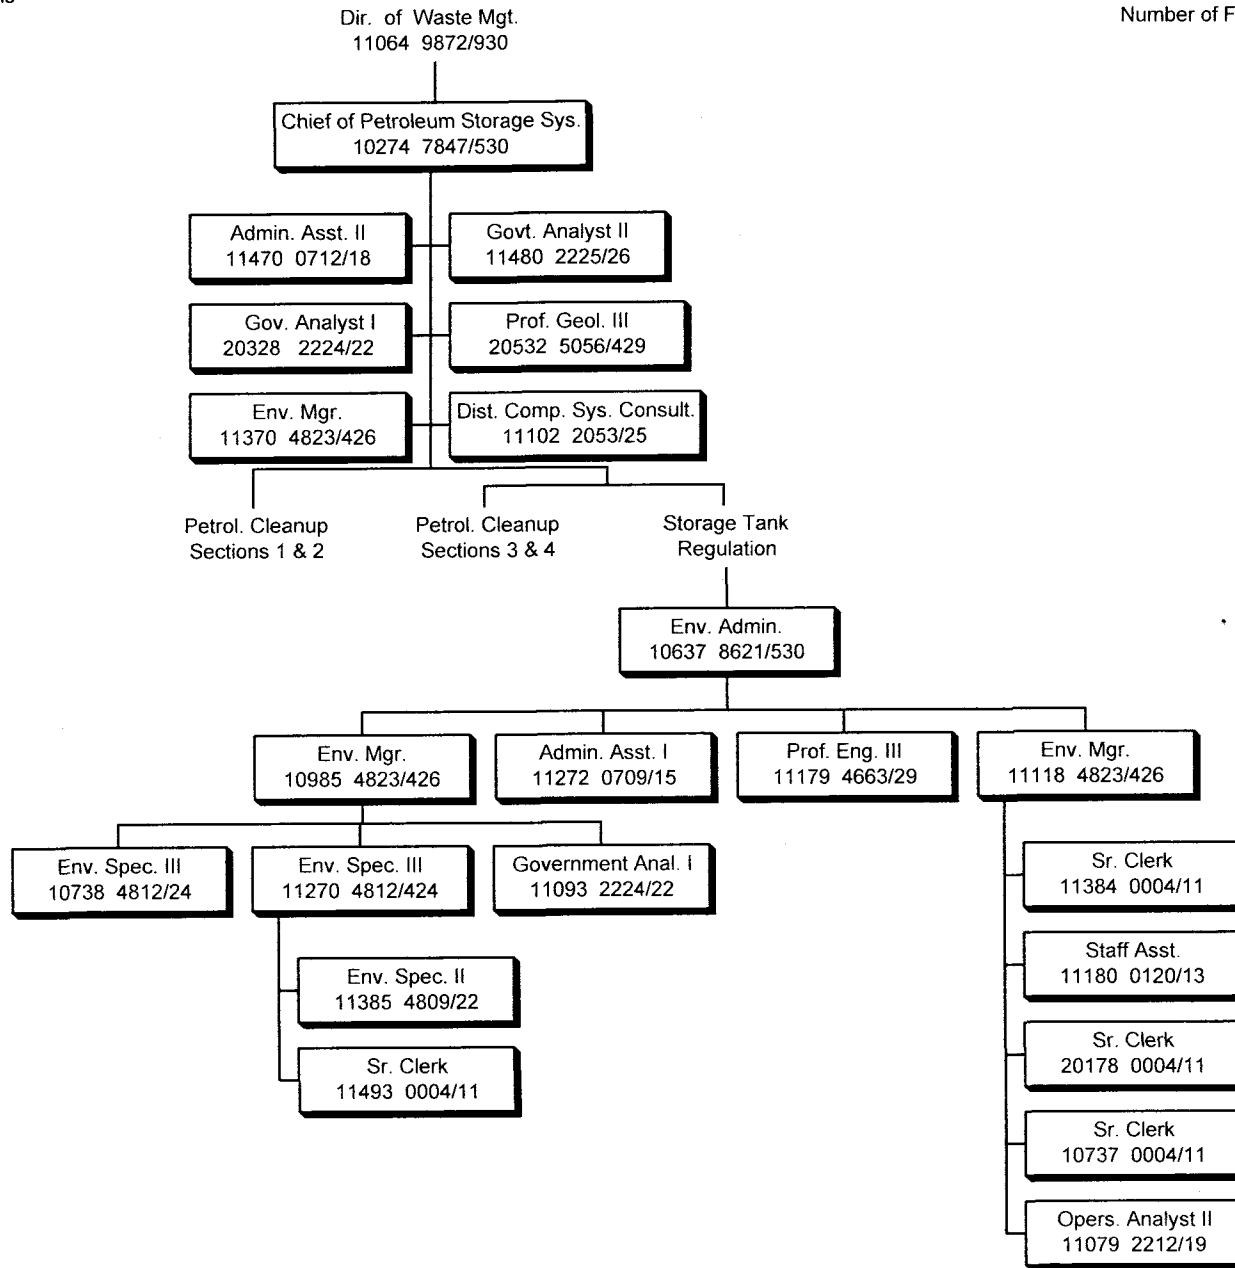 Dir. of Waste Mgt.
11064 9872/930
Number of F
Chief of Petroleum Storage Sys.
10274 7847/530
Admin. Asst. II
11470 0712/18
Govt. Analyst II
11480 2225/26
Gov. Analyst I
20328 2224/22
Prof. Geol. III
20532 5056/429
Env. Mgr.
11370 4823/426
Dist. Comp. Sys. Consult.
11102 2053/25
Petrol. Cleanup
Sections 1 & 2
Petrol. Cleanup
Sections 3 & 4
Storage Tank
Regulation
Env. Admin.
10637 8621/530
Env. Mgr.
10985 4823/426
Admin. Asst. I
11272 0709/15
Prof. Eng. III
11179 4663/29
Env. Mgr.
11118 4823/426
Env. Spec. III
10738 4812/24
Env. Spec. III
11270 4812/424
Government Anal. I
11093 2224/22
Env. Spec. II
11385 4809/22
Sr. Clerk
11493 0004/11
Sr. Clerk
11384 0004/11
Staff Asst.
11180 0120/13
Sr. Clerk
20178 0004/11
Sr. Clerk
10737 0004/11
Opers. Analyst II
11079 2212/19